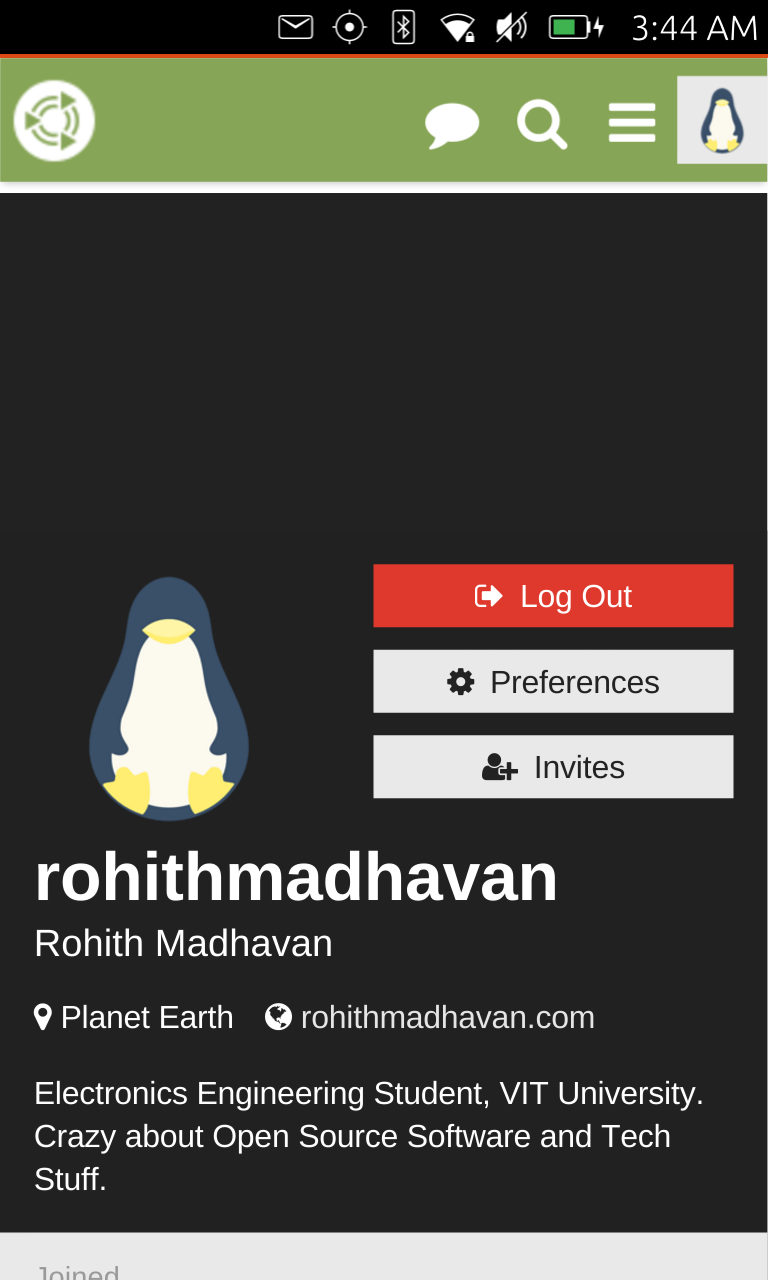 3:44 AM
Log Out
Preferences
Invites
rohithmadhavan
Rohith Madhavan
Planet Earth rohithmadhavan.com
Electronics Engineering Student, VIT University.
Crazy about Open Source Software and Tech
Stuff.
Joined